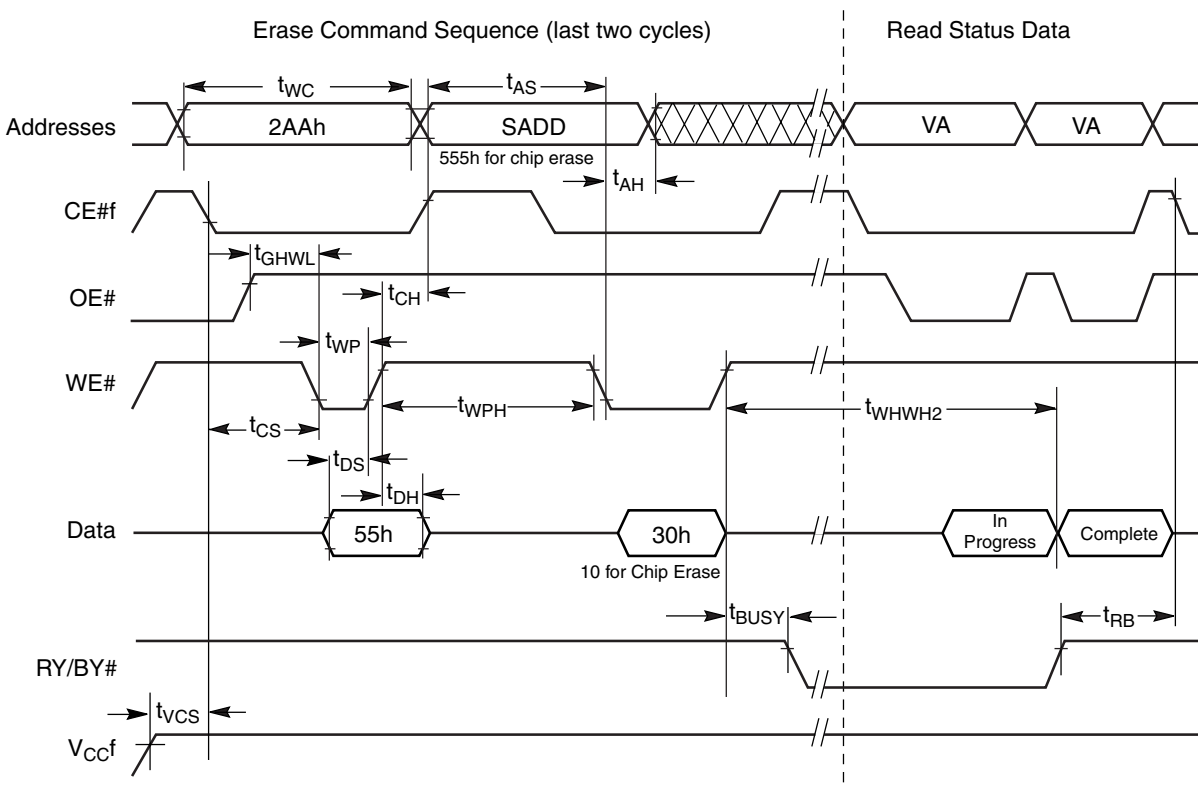 Erase Command Sequence (last two cycles)
Read Status Data
tWC
tAS
Addresses
2AAh
SADD
VA
VA
555h for chip erase
tAH
CE#f
tGHWL
OE#
tCH
tWP
WE#
tWPH
tWHWH2
tCS
tDS
tDH
Data
55h
30h
In
Progress
Complete
10 for Chip Erase
tBUSY
tRB
RY/BY#
tVCS
VCCf